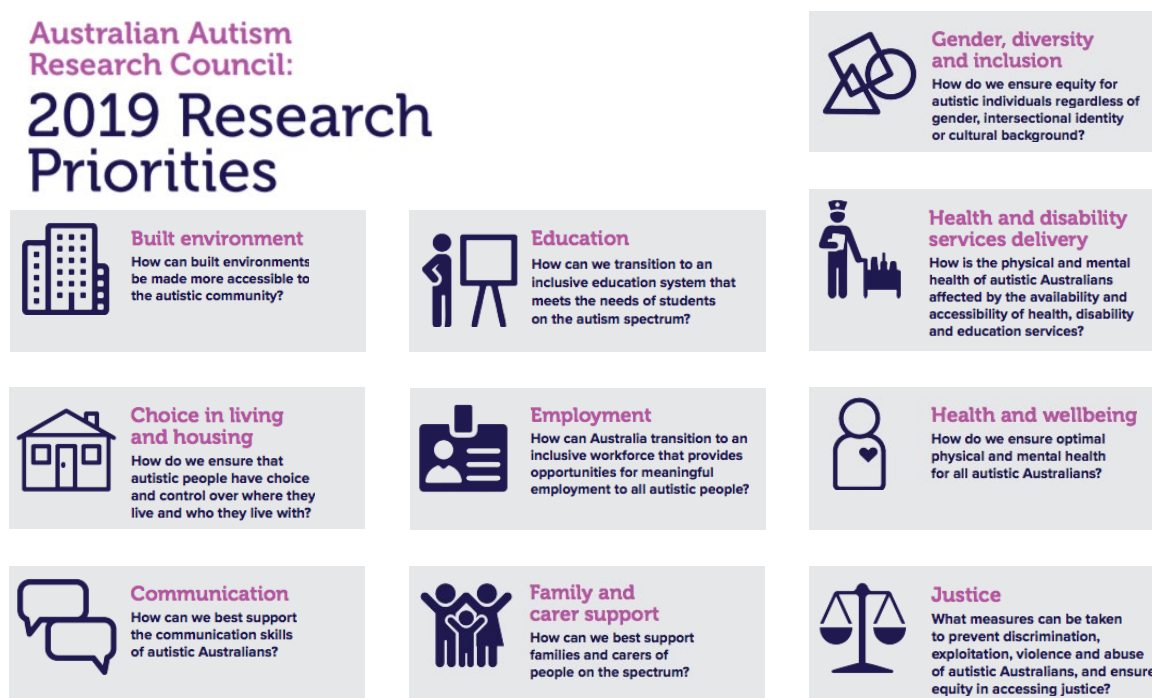 Australian Autism
Research Council:
2019 Research
Priorities
Built environment
How can built environments
be made more accessible to
the autistic community?
Choice in living
and housing
How do we ensure that
autistic people have choice
and control over where they
live and who they live with?
Communication
How can we best support
the communication skills
of autistic Australians?
Education
How can we transition to an
inclusive education system that
meets the needs of students
on the autism spectrum?
Employment
How can Australia transition to an
inclusive workforce that provides
opportunities for meaningful
employment to all autistic people?
Family and
carer support
How can we best support
families and carers of
people on the spectrum?
Gender, diversity
and inclusion
How do we ensure equity for
autistic individuals regardless of
gender, intersectional identity
or cultural background?
Health and disability
services delivery
How is the physical and mental
health of autistic Australians
affected by the availability and
accessibility of health, disability
and education services?
Health and wellbeing
How do we ensure optimal
physical and mental health
for all autistic Australians?
Justice
What measures can be taken
to prevent discrimination,
exploitation, violence and abuse
of autistic Australians, and ensure
equity in accessing justice?